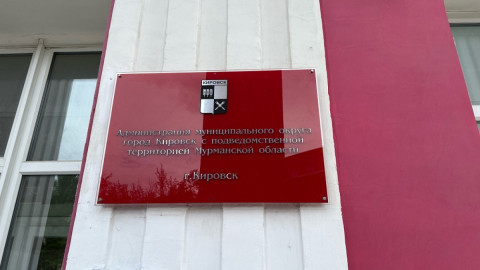 КИРОВСК
Администрация муниципального округа
город Кировск с подведомственной
территорией Мурманской области
г.Кировск